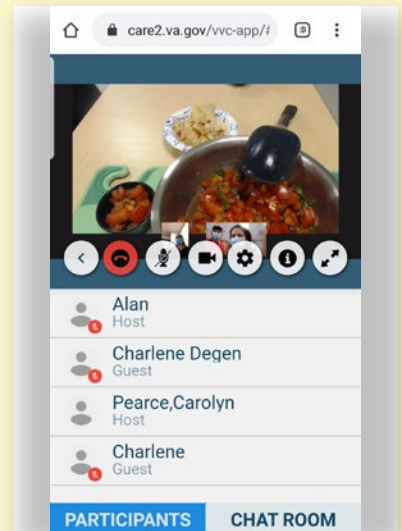 care2.va.gov/vvc-app/#
:D
Alan
Host
Charlene Degen
Guest
Pearce,Carolyn
Host
Charlene
Guest
PARTICIPANTS
CHAT ROOM